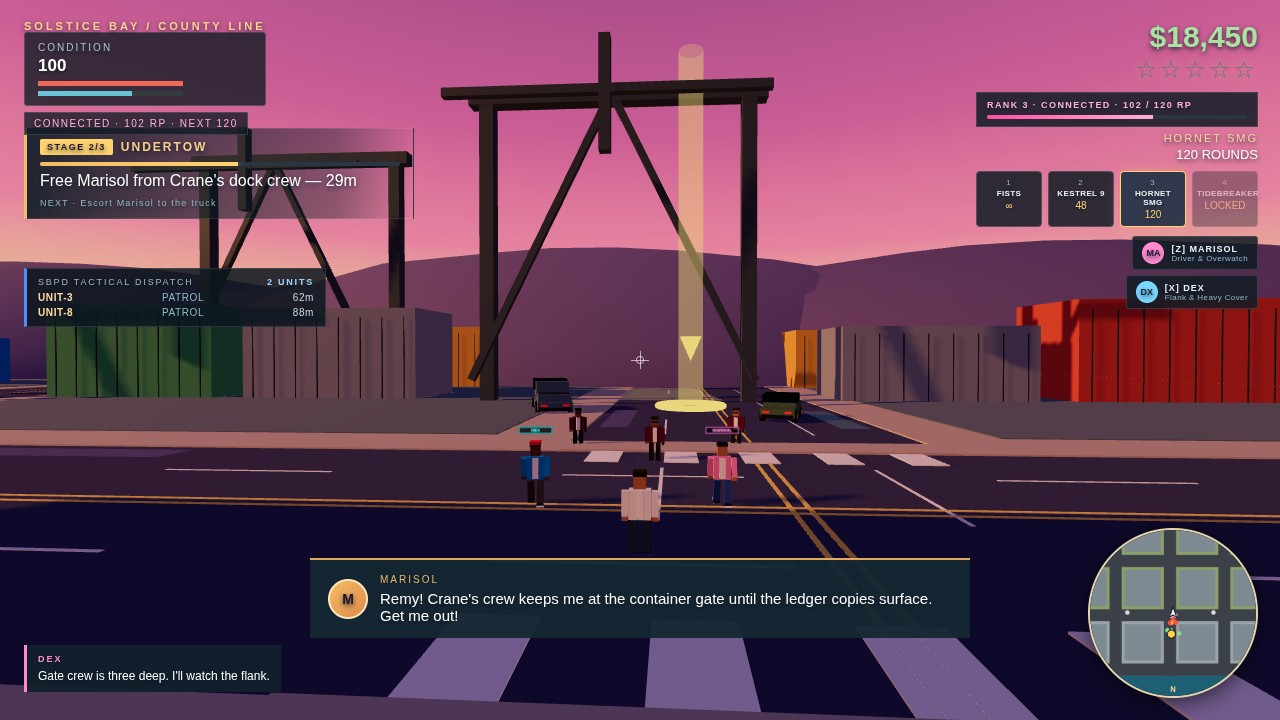 SOLSTICE BAY / COUNTY LINE
CONDITION
100
CONNECTED · 102 RP · NEXT 120
STAGE 2/3 UNDERTOW
Free Marisol from Crane's dock crew — 29m
NEXT · Escort Marisol to the truck
SBPD TACTICAL DISPATCH 2 UNITS
UNIT-3 PATROL 62m
UNIT-8 PATROL 88m
$18,450
☆☆☆☆☆
RANK 3 · CONNECTED · 102 / 120 RP
HORNET SMG
120 ROUNDS
1 FISTS ∞
2 KESTREL 9 48
3 HORNET SMG 120
4 TIDEBREAKER LOCKED
MA [Z] MARISOL
Driver & Overwatch
DX [X] DEX
Flank & Heavy Cover
M
MARISOL
Remy! Crane's crew keeps me at the container gate until the ledger copies surface.
Get me out!
DEX
Gate crew is three deep. I'll watch the flank.
N